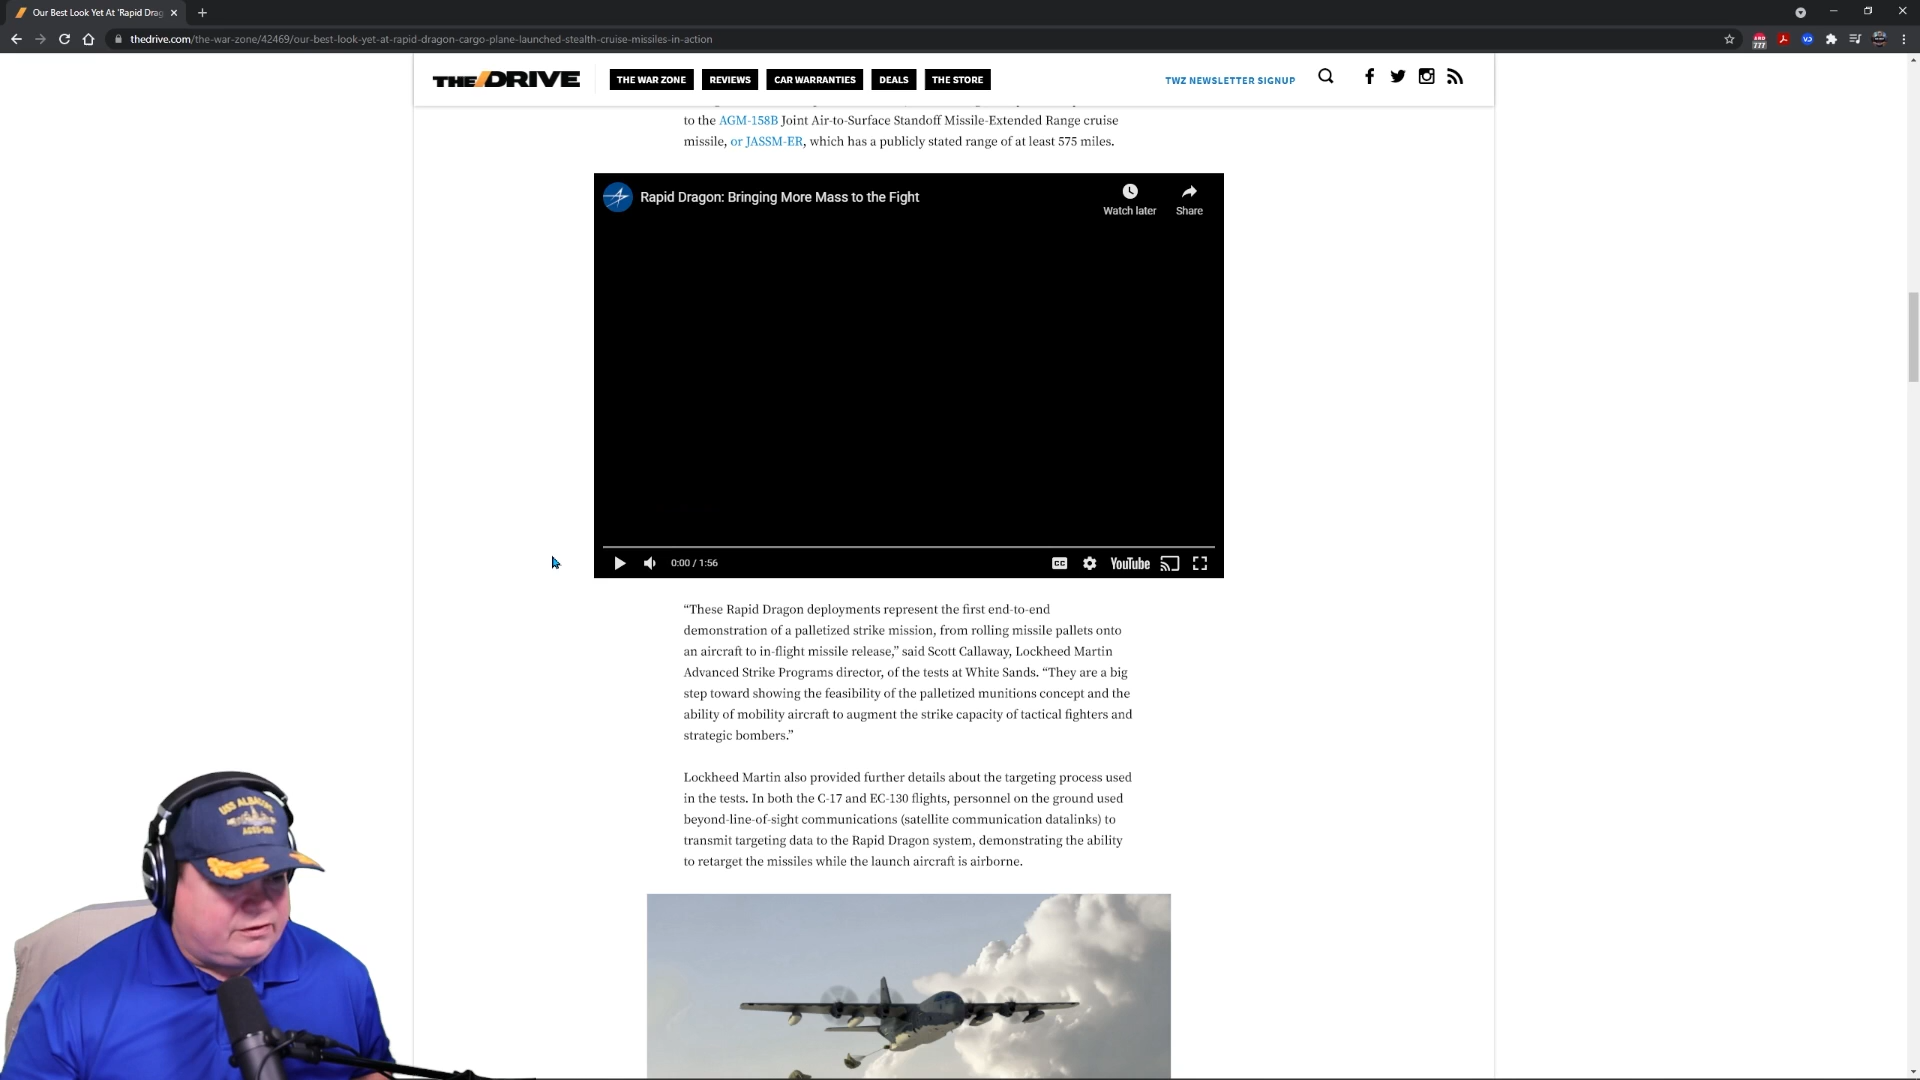 Our Best Look Yet At 'Rapid Drag
thedrive.com/the-war-zone/42469/our-best-look-yet-at-rapid-dragon-cargo-plane-launched-stealth-cruise-missiles-in-action
THE DRIVE
THE WAR ZONE
REVIEWS
CAR WARRANTIES
DEALS
THE STORE
TWZ NEWSLETTER SIGNUP
to the AGM-158B Joint Air-to-Surface Standoff Missile-Extended Range cruise
missile, or JASSM-ER, which has a publicly stated range of at least 575 miles.
Rapid Dragon: Bringing More Mass to the Fight
Watch later
Share
0:00 / 1:56
CC
YouTube
“These Rapid Dragon deployments represent the first end-to-end
demonstration of a palletized strike mission, from rolling missile pallets onto
an aircraft to in-flight missile release,” said Scott Callaway, Lockheed Martin
Advanced Strike Programs director, of the tests at White Sands. “They are a big
step toward showing the feasibility of the palletized munitions concept and the
ability of mobility aircraft to augment the strike capacity of tactical fighters and
strategic bombers.”
Lockheed Martin also provided further details about the targeting process used
in the tests. In both the C-17 and EC-130 flights, personnel on the ground used
beyond-line-of-sight communications (satellite communication datalinks) to
transmit targeting data to the Rapid Dragon system, demonstrating the ability
to retarget the missiles while the launch aircraft is airborne.
USS ALBACORE